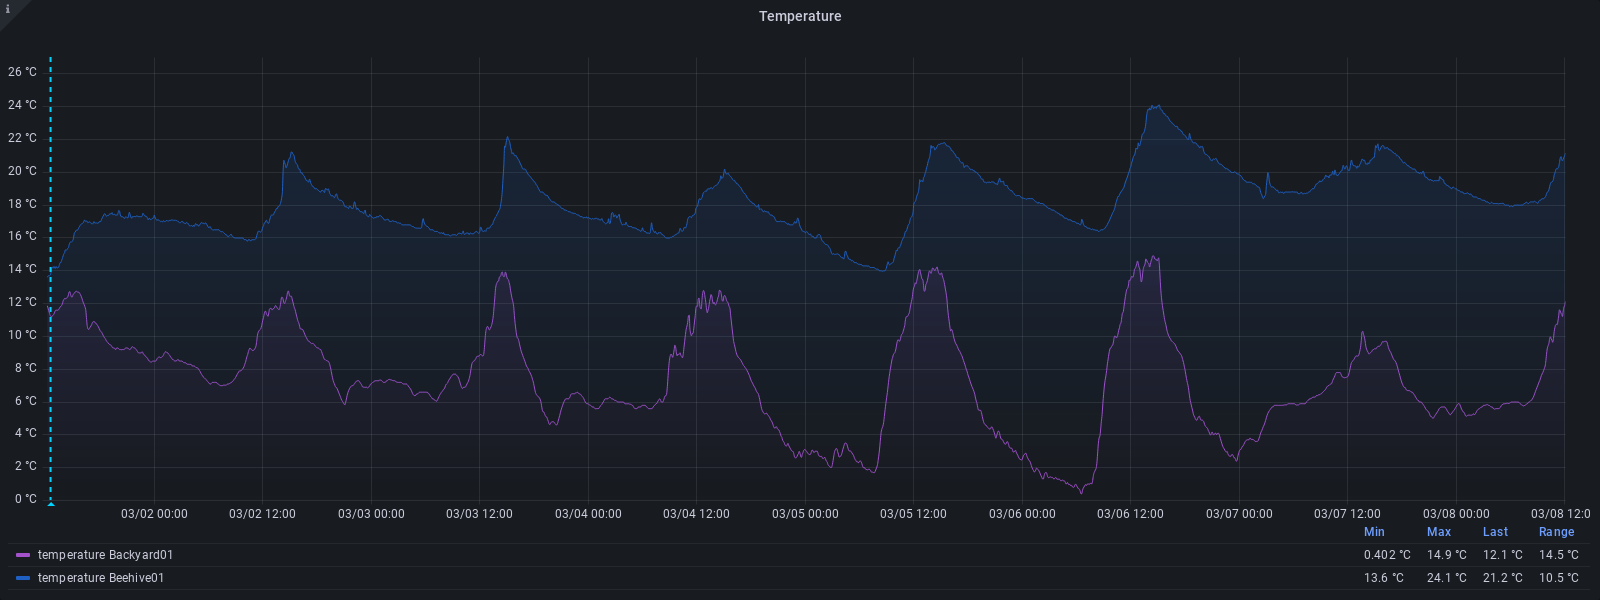 i
Temperature
26 °C
24 °C
22 °C
20 °C
18 °C
16 °C
14 °C
12 °C
10 °C
8 °C
6 °C
4 °C
2 °C
0 °C
03/02 00:00 03/02 12:00 03/03 00:00 03/03 12:00 03/04 00:00 03/04 12:00 03/05 00:00 03/05 12:00 03/06 00:00 03/06 12:00 03/07 00:00 03/07 12:00 03/08 00:00 03/08 12:0
Min Max Last Range
temperature Backyard01 0.402 °C 14.9 °C 12.1 °C 14.5 °C
temperature Beehive01 13.6 °C 24.1 °C 21.2 °C 10.5 °C